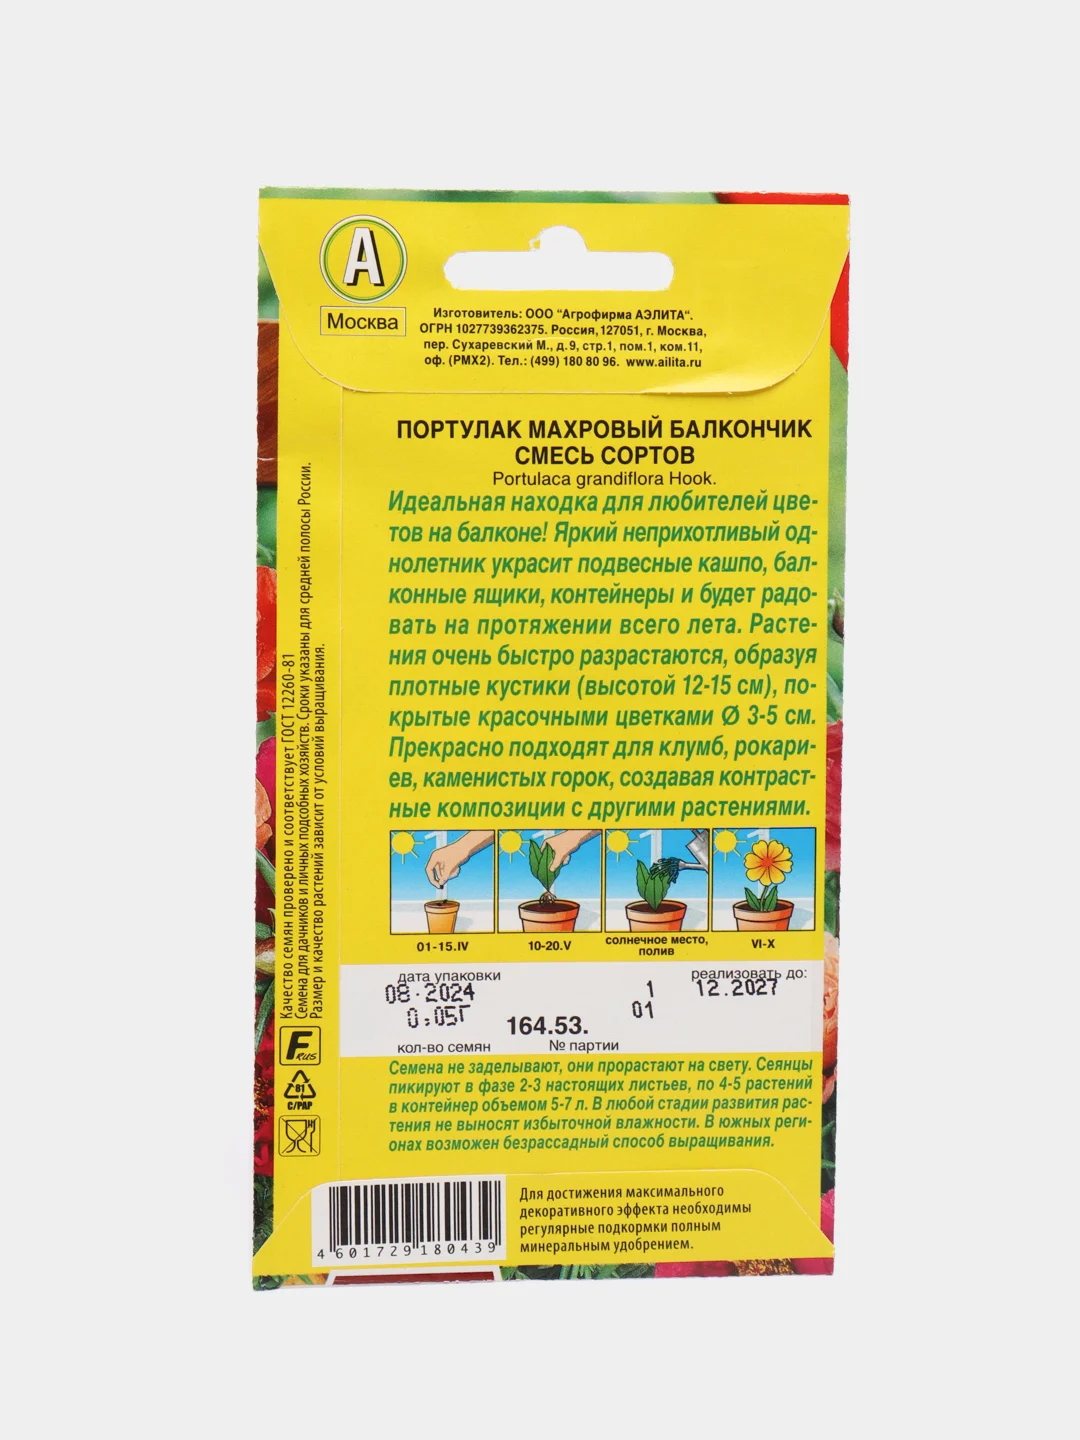 А
Москва
Изготовитель: ООО "Агрофирма АЭЛИТА".
ОГРН 1027739362375. Россия, 127051, г. Москва,
пер. Сухаревский М., д.9, стр.1, пом.1, ком.11,
оф. (РМХ2). Тел.: (499) 180 80 96. www.ailita.ru
ПОРТУЛАК МАХРОВЫЙ БАЛКОНЧИК
СМЕСЬ СОРТОВ
Portulaca grandiflora Hook.
Идеальная находка для любителей цве-
тов на балконе! Яркий неприхотливый од-
нолетник украсит подвесные кашпо, бал-
конные ящики, контейнеры и будет радо-
вать на протяжении всего лета. Расте-
ния очень быстро разрастаются, образуя
плотные кустики (высотой 12-15 см), по-
крытые красочными цветками Ø 3-5 см.
Прекрасно подходят для клумб, рокари-
ев, каменистых горок, создавая контраст-
ные композиции с другими растениями.
01-15.IV
10-20.V
солнечное место,
полив
VI-X
дата упаковки
08.2024
0,05Г
кол-во семян
164.53.
№ партии
1
01
реализовать до:
12.2027
Семена не заделывают, они прорастают на свету. Сеянцы
пикируют в фазе 2-3 настоящих листьев, по 4-5 растений
в контейнер объемом 5-7 л. В любой стадии развития рас-
тения не выносят избыточной влажности. В южных реги-
онах возможен безрассадный способ выращивания.
Для достижения максимального
декоративного эффекта необходимы
регулярные подкормки полным
минеральным удобрением.
4 601729 180439
Качество семян проверено и соответствует ГОСТ 12260-81
Семена для дачников и личных подсобных хозяйств. Сроки указаны для средней полосы России.
Размер и качество растений зависит от условий выращивания.
F RUS
81
C/PAP